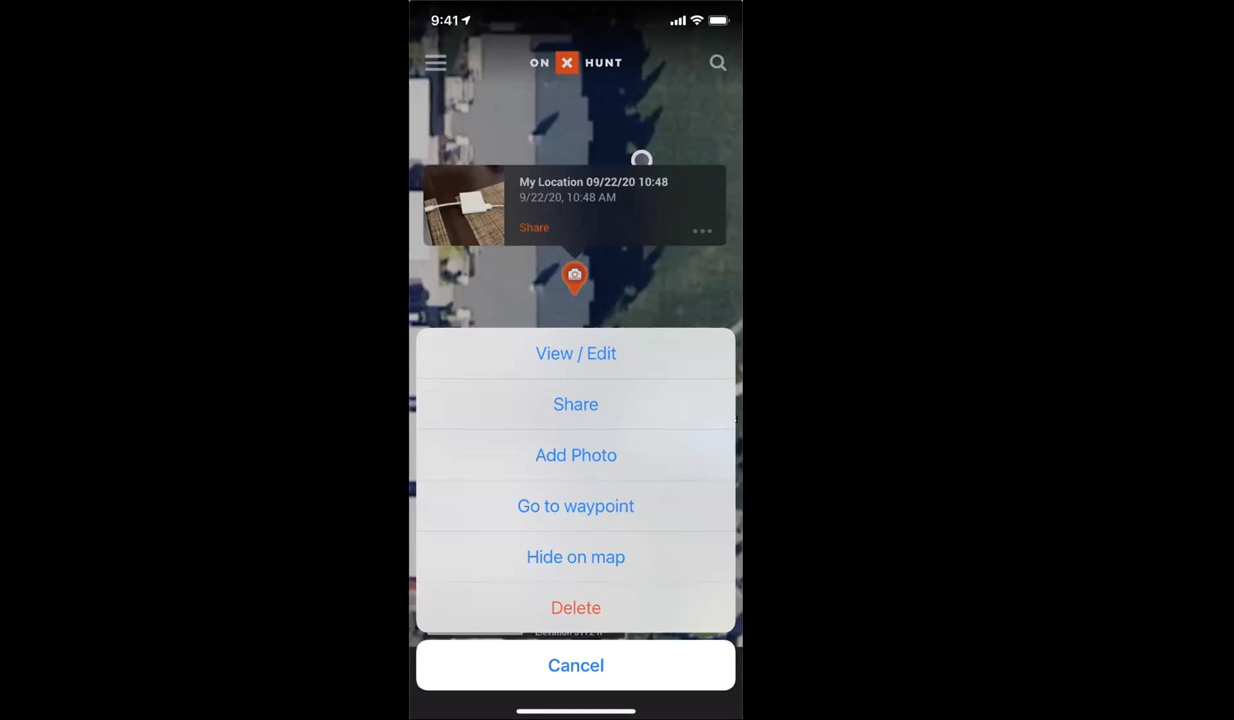 9:41
ON X HUNT
My Location 09/22/20 10:48
9/22/20, 10:48 AM
Share
View / Edit
Share
Add Photo
Go to waypoint
Hide on map
Delete
Cancel